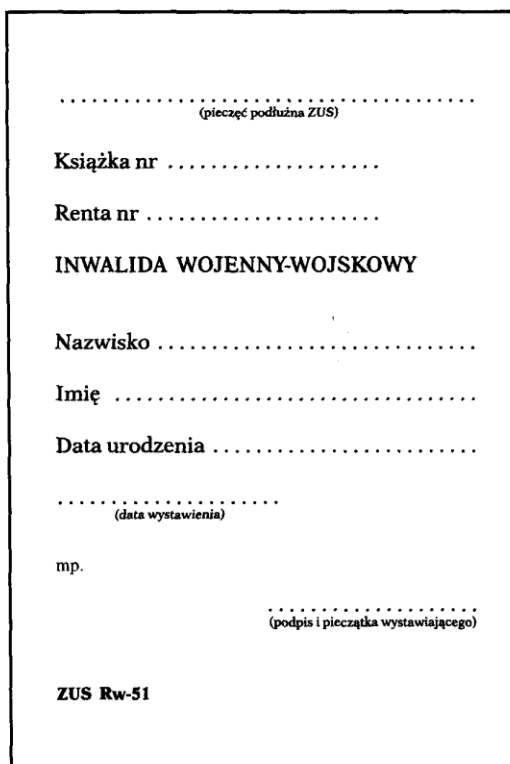 ........................................
(pieczęć podłużna ZUS)
Książka nr ....................
Renta nr ......................
INWALIDA WOJENNY-WOJSKOWY
Nazwisko ..............................
Imię ..................................
Data urodzenia .........................
.....................
(data wystawienia)
mp.
....................
(podpis i pieczątka wystawiającego)
ZUS Rw-51